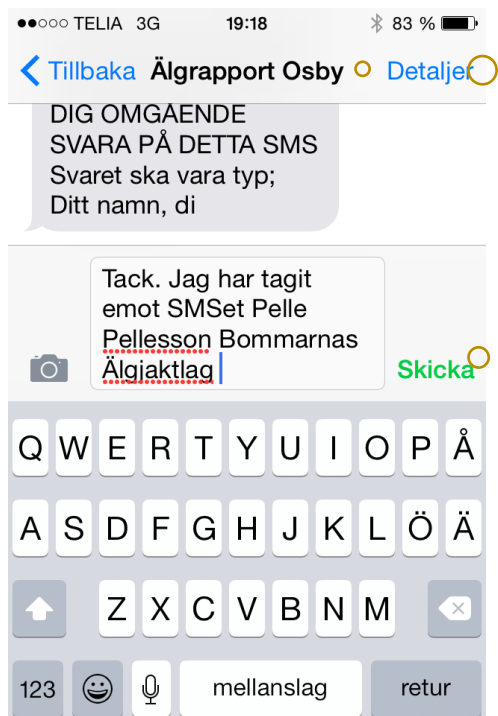 TELIA 3G 19:18 83 %
Tillbaka Älgrapport Osby Detaljer
DIG OMGÅENDE
SVARA PÅ DETTA SMS
Svaret ska vara typ;
Ditt namn, di
Tack. Jag har tagit
emot SMSet Pelle
Pellesson Bommarnas
Älgjaktlag
Skicka
Q W E R T Y U I O P Å
A S D F G H J K L Ö Ä
Z X C V B N M
123 mellanslag retur